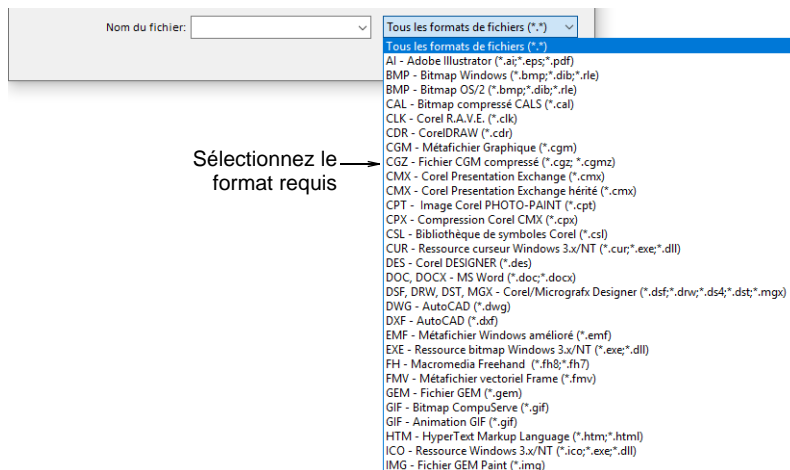 Nom du fichier:
Tous les formats de fichiers (*.*)
Tous les formats de fichiers (*.*)
AI - Adobe Illustrator (*.ai;*.eps;*.pdf)
BMP - Bitmap Windows (*.bmp;*.dib;*.rle)
BMP - Bitmap OS/2 (*.bmp;*.dib;*.rle)
CAL - Bitmap compressé CALS (*.cal)
CLK - Corel R.A.V.E. (*.clk)
CDR - CorelDRAW (*.cdr)
CGM - Métafichier Graphique (*.cgm)
Sélectionnez le
format requis
CGZ - Fichier CGM compressé (*.cgz; *.cgmz)
CMX - Corel Presentation Exchange (*.cmx)
CMX - Corel Presentation Exchange hérité (*.cmx)
CPT - Image Corel PHOTO-PAINT (*.cpt)
CPX - Compression Corel CMX (*.cpx)
CSL - Bibliothèque de symboles Corel (*.csl)
CUR - Ressource curseur Windows 3.x/NT (*.cur;*.exe;*.dll)
DES - Corel DESIGNER (*.des)
DOC, DOCX - MS Word (*.doc;*.docx)
DSF, DRW, DST, MGX - Corel/Micrografx Designer (*.dsf;*.drw;*.ds4;*.dst;*.mgx)
DWG - AutoCAD (*.dwg)
DXF - AutoCAD (*.dxf)
EMF - Métafichier Windows amélioré (*.emf)
EXE - Ressource bitmap Windows 3.x/NT (*.exe;*.dll)
FH - Macromedia Freehand (*.fh8;*.fh7)
FMV - Métafichier vectoriel Frame (*.fmv)
GEM - Fichier GEM (*.gem)
GIF - Bitmap CompuServe (*.gif)
GIF - Animation GIF (*.gif)
HTM - HyperText Markup Language (*.htm;*.html)
ICO - Ressource Windows 3.x/NT (*.ico;*.exe;*.dll)
IMG - Fichier GEM Paint (*.img)